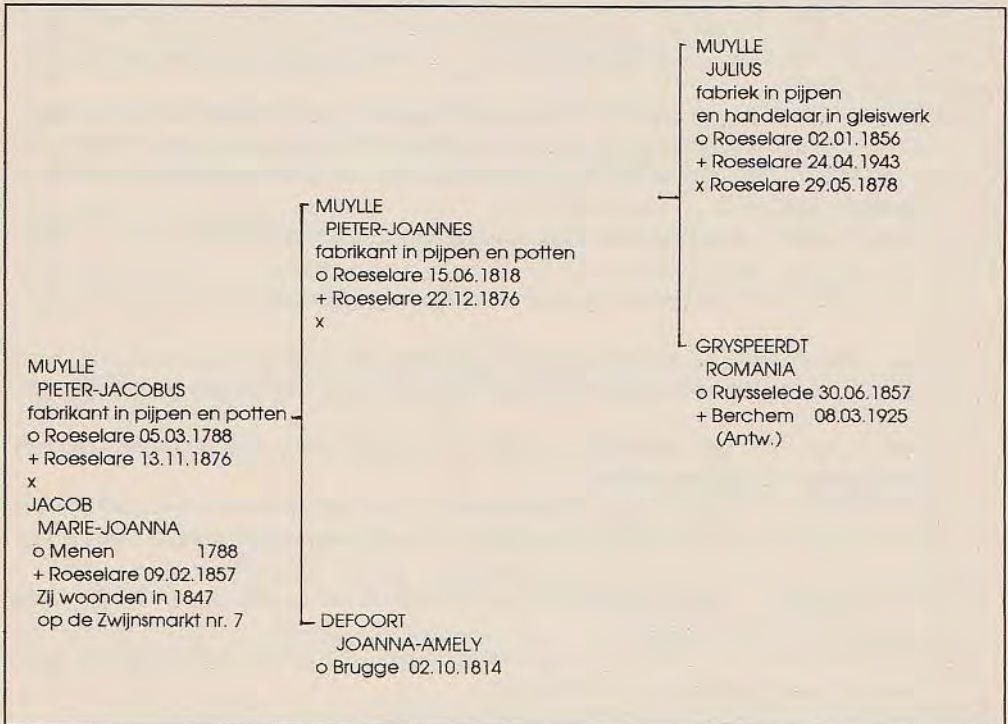 MUYLLE
PIETER-JACOBUS
fabrikant in pijpen en potten
o Roeselare 05.03.1788
+ Roeselare 13.11.1876
x
JACOB
MARIE-JOANNA
o Menen 1788
+ Roeselare 09.02.1857
Zij woonden in 1847
op de Zwijnsmarkt nr. 7
MUYLLE
PIETER-JOANNES
fabrikant in pijpen en potten
o Roeselare 15.06.1818
+ Roeselare 22.12.1876
x
DEFOORT
JOANNA-AMELY
o Brugge 02.10.1814
MUYLLE
JULIUS
fabriek in pijpen
en handelaar in gleiswerk
o Roeselare 02.01.1856
+ Roeselare 24.04.1943
x Roeselare 29.05.1878
GRYSPEERDT
ROMANIA
o Ruysselede 30.06.1857
+ Berchem 08.03.1925
(Antw.)